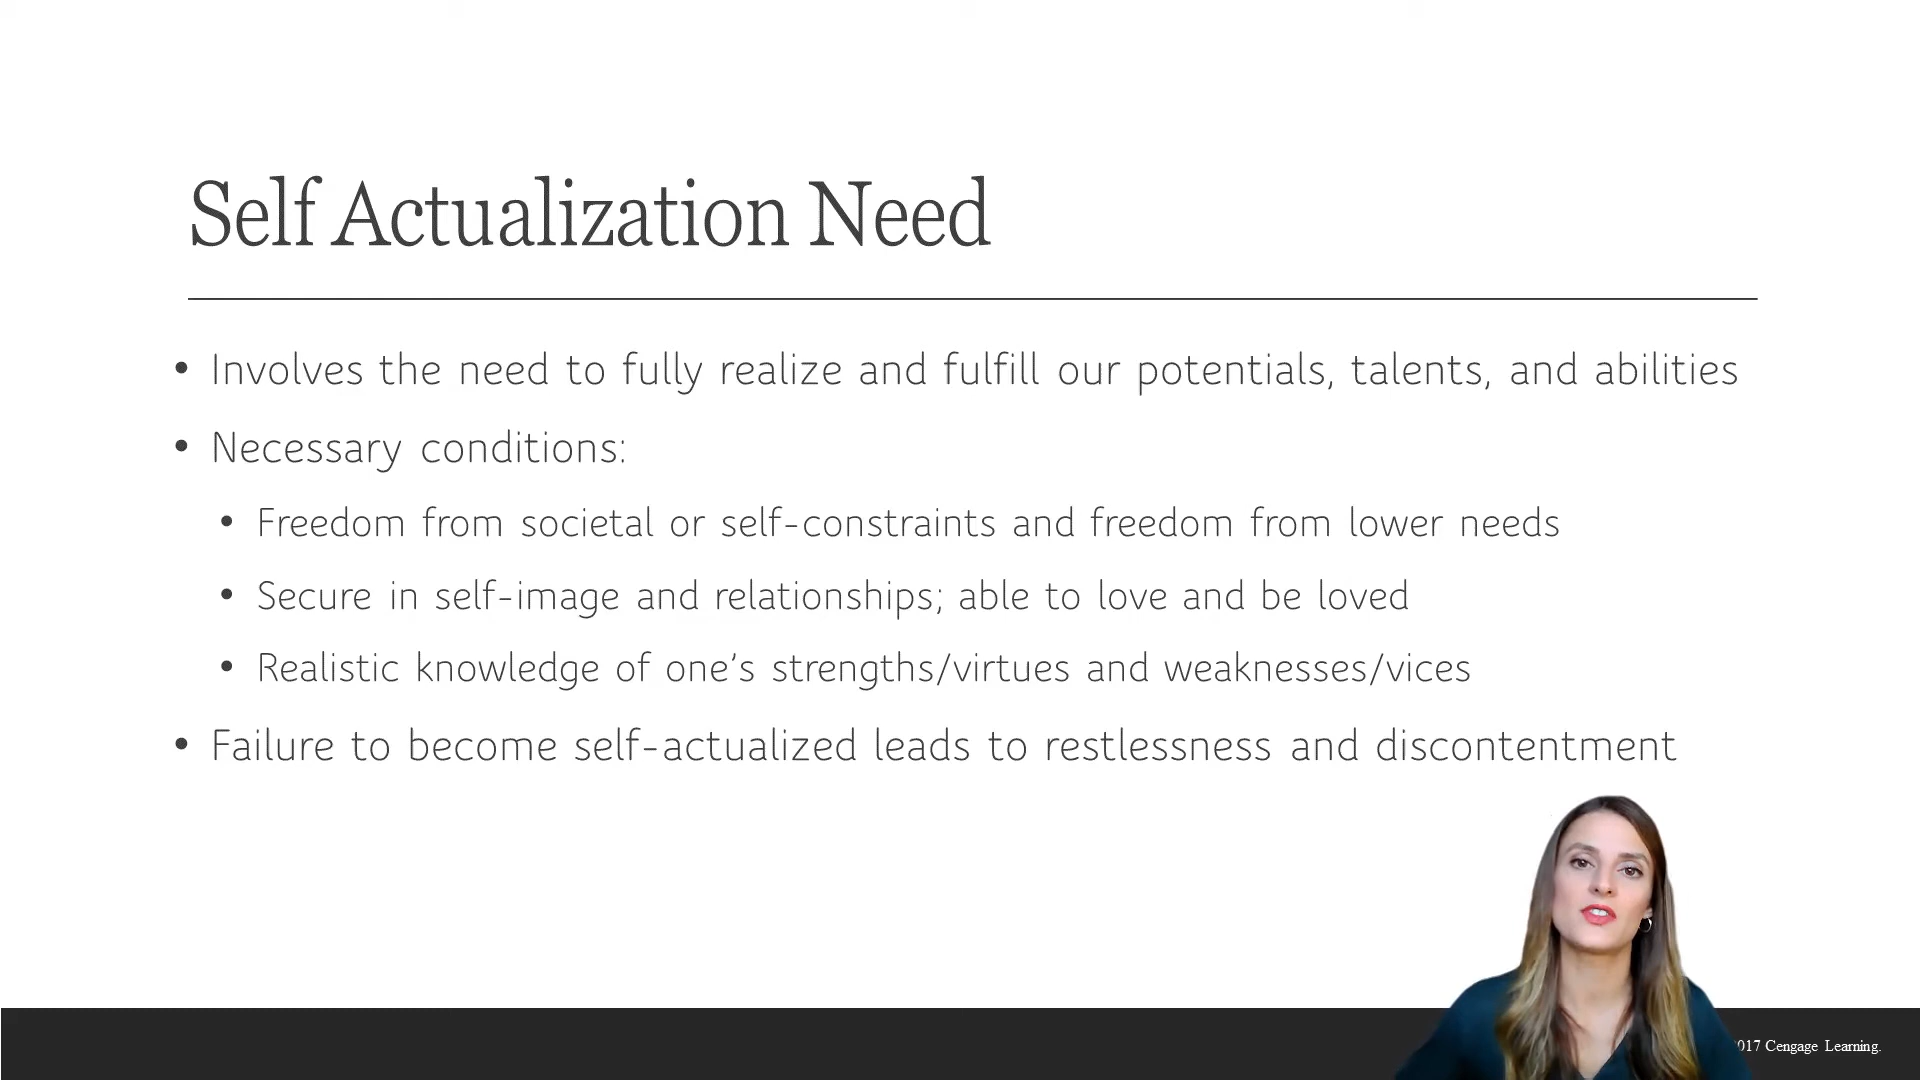 Self Actualization Need
• Involves the need to fully realize and fulfill our potentials, talents, and abilities
• Necessary conditions:
• Freedom from societal or self-constraints and freedom from lower needs
• Secure in self-image and relationships; able to love and be loved
• Realistic knowledge of one’s strengths/virtues and weaknesses/vices
• Failure to become self-actualized leads to restlessness and discontentment
Cengage Learning.